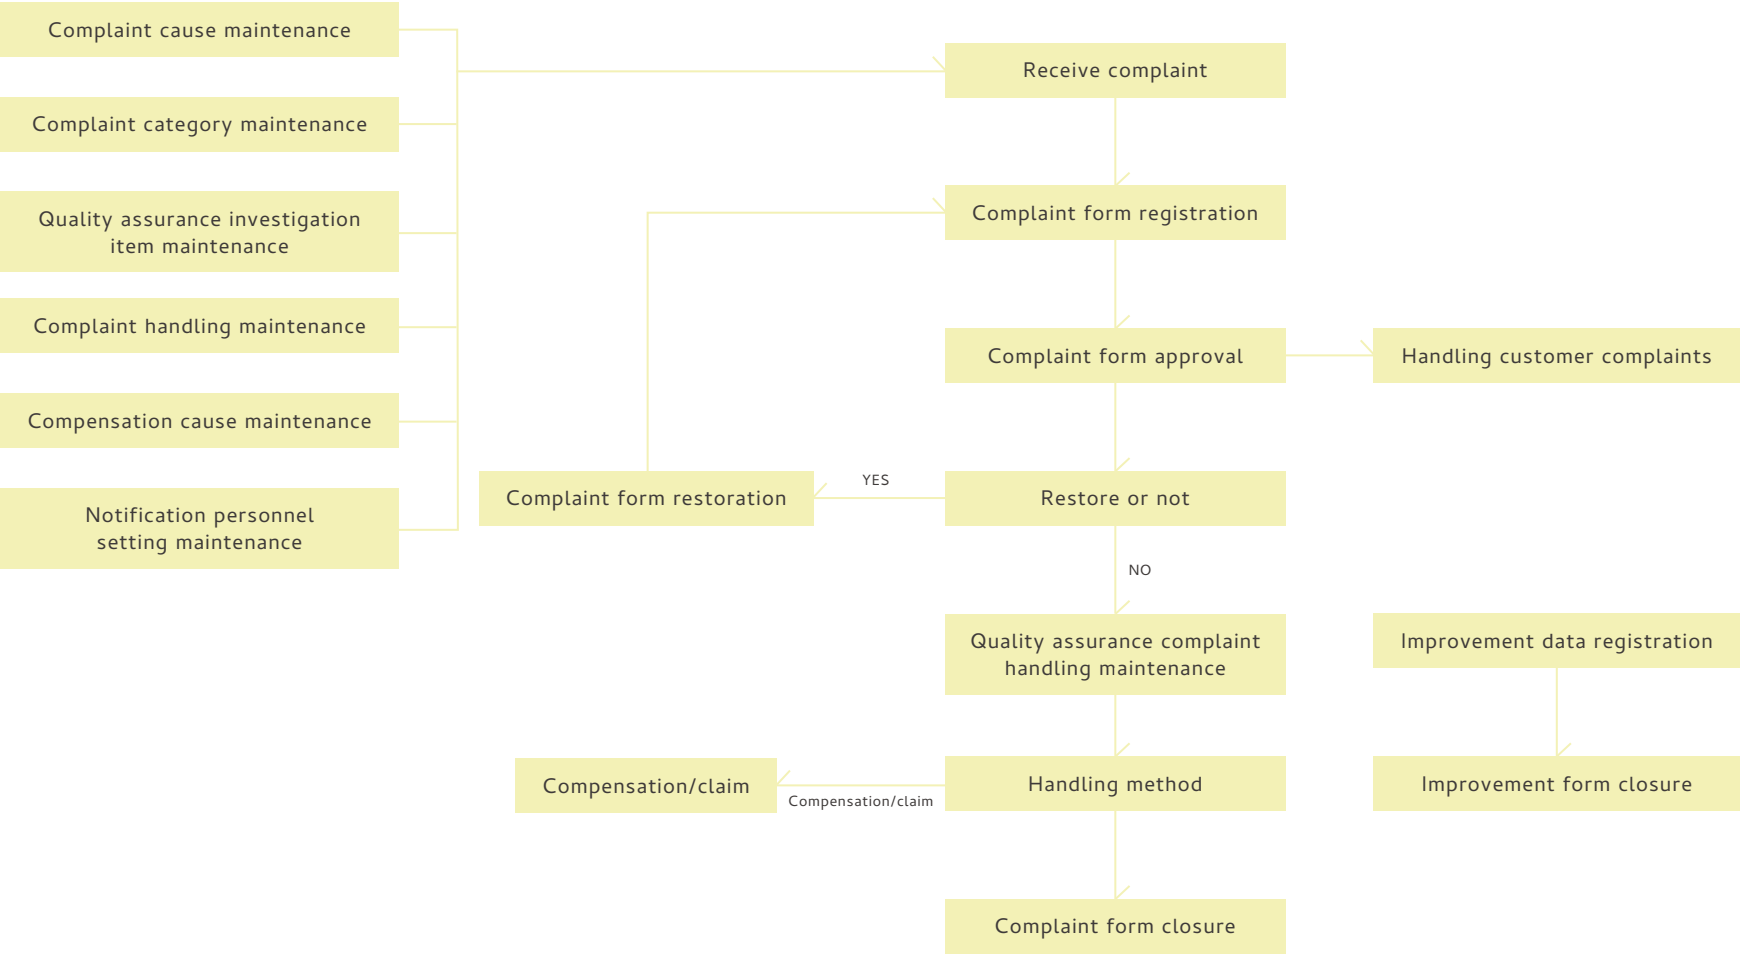 Complaint cause maintenance
Complaint category maintenance
Quality assurance investigation
item maintenance
Complaint handling maintenance
Compensation cause maintenance
Notification personnel
setting maintenance
Receive complaint
Complaint form registration
Complaint form approval
Handling customer complaints
Complaint form restoration
YES
Restore or not
NO
Quality assurance complaint
handling maintenance
Improvement data registration
Compensation/claim
Compensation/claim
Handling method
Improvement form closure
Complaint form closure